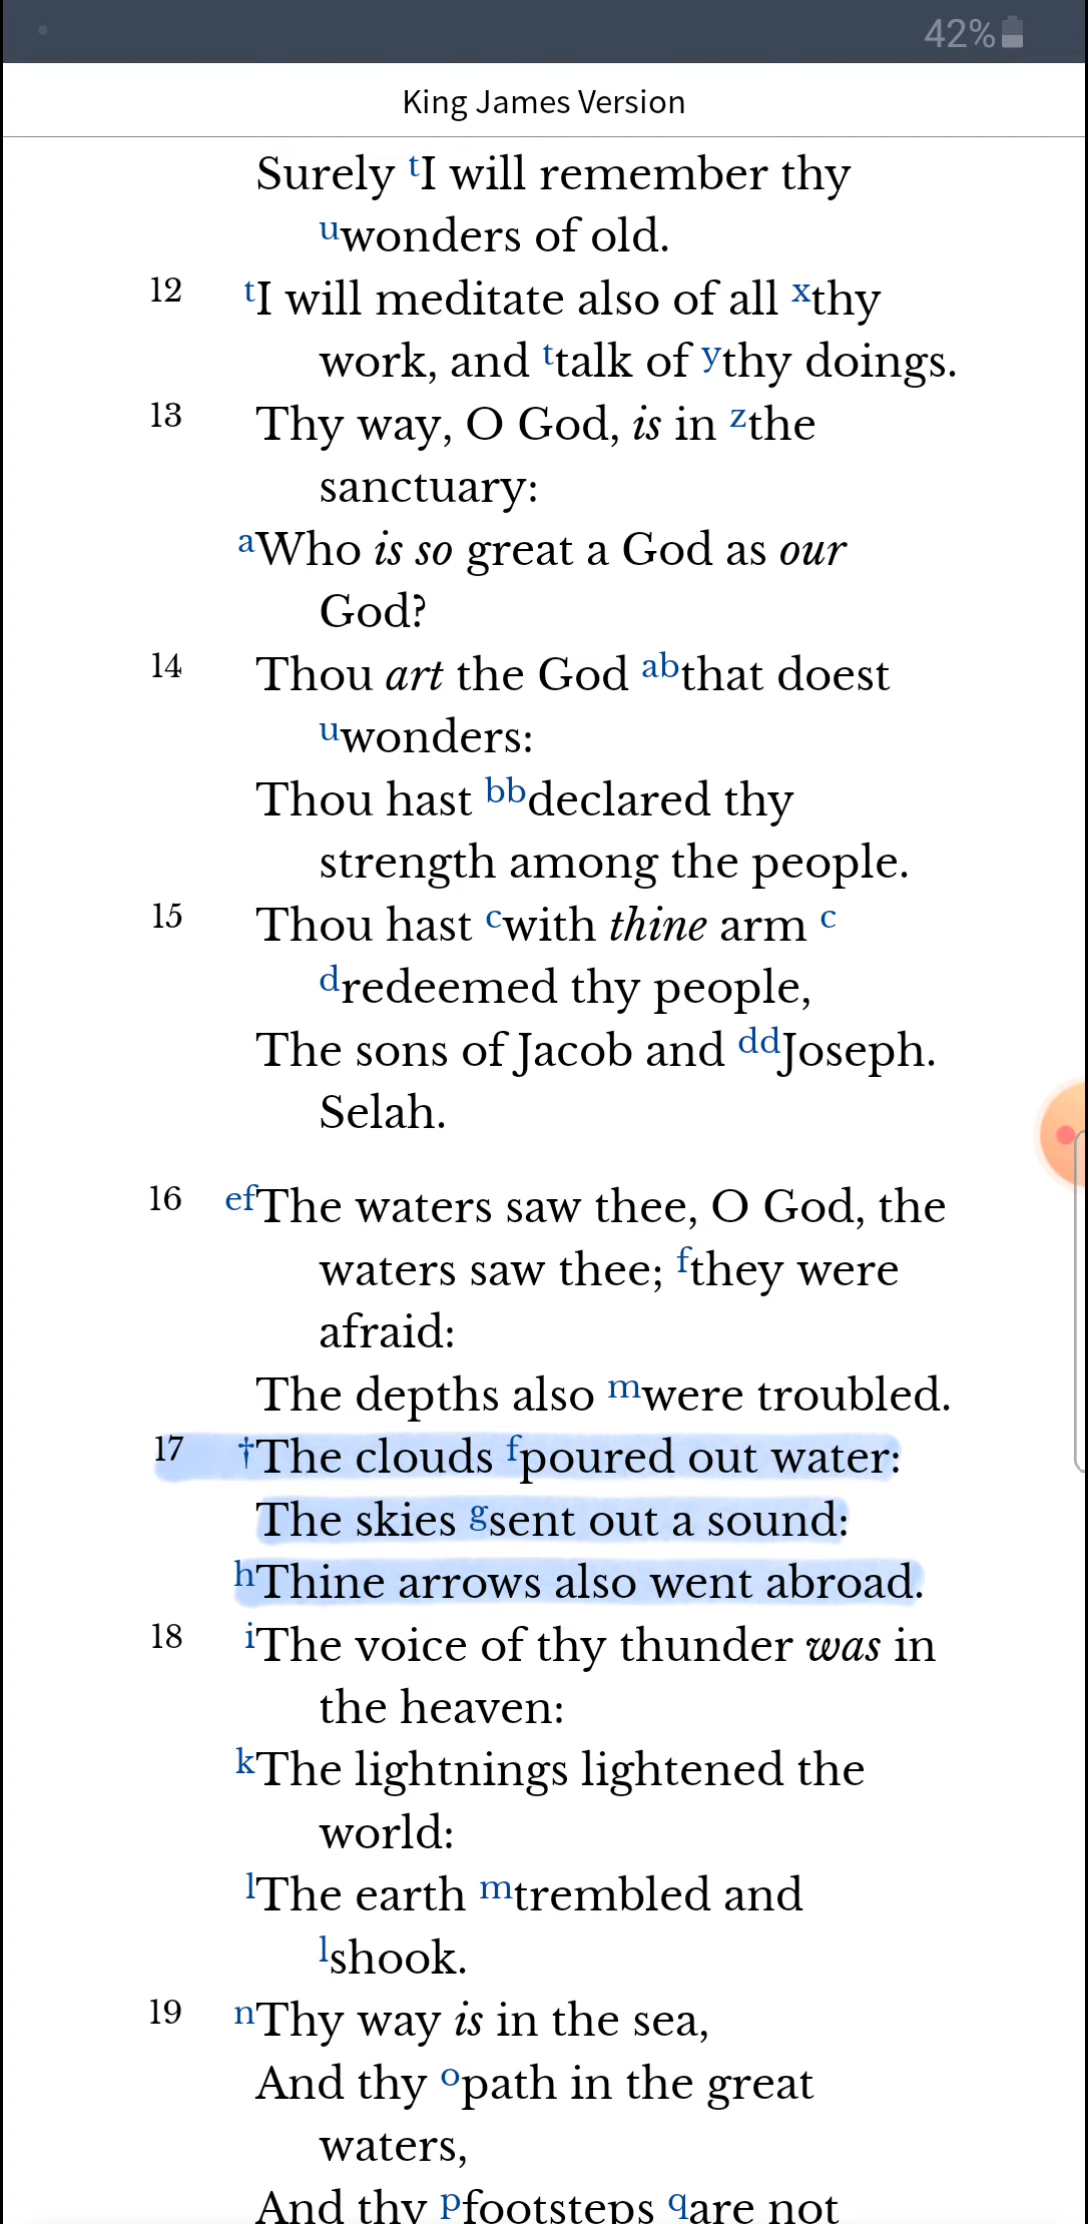 42%
King James Version
Surely tI will remember thy
uwonders of old.
12 tI will meditate also of all xthy
work, and ttalk of ythy doings.
13 Thy way, O God, is in zthe
sanctuary:
aWho is so great a God as our
God?
14 Thou art the God abthat doest
uwonders:
Thou hast bbdeclared thy
strength among the people.
15 Thou hast cwith thine arm c
dredeemed thy people,
The sons of Jacob and ddJoseph.
Selah.
16 efThe waters saw thee, O God, the
waters saw thee; fthey were
afraid:
The depths also mwere troubled.
17 †The clouds fpoured out water:
The skies gsent out a sound:
hThine arrows also went abroad.
18 iThe voice of thy thunder was in
the heaven:
kThe lightnings lightened the
world:
lThe earth mtrembled and
lshook.
19 nThy way is in the sea,
And thy opath in the great
waters,
And thy pfootsteps qare not